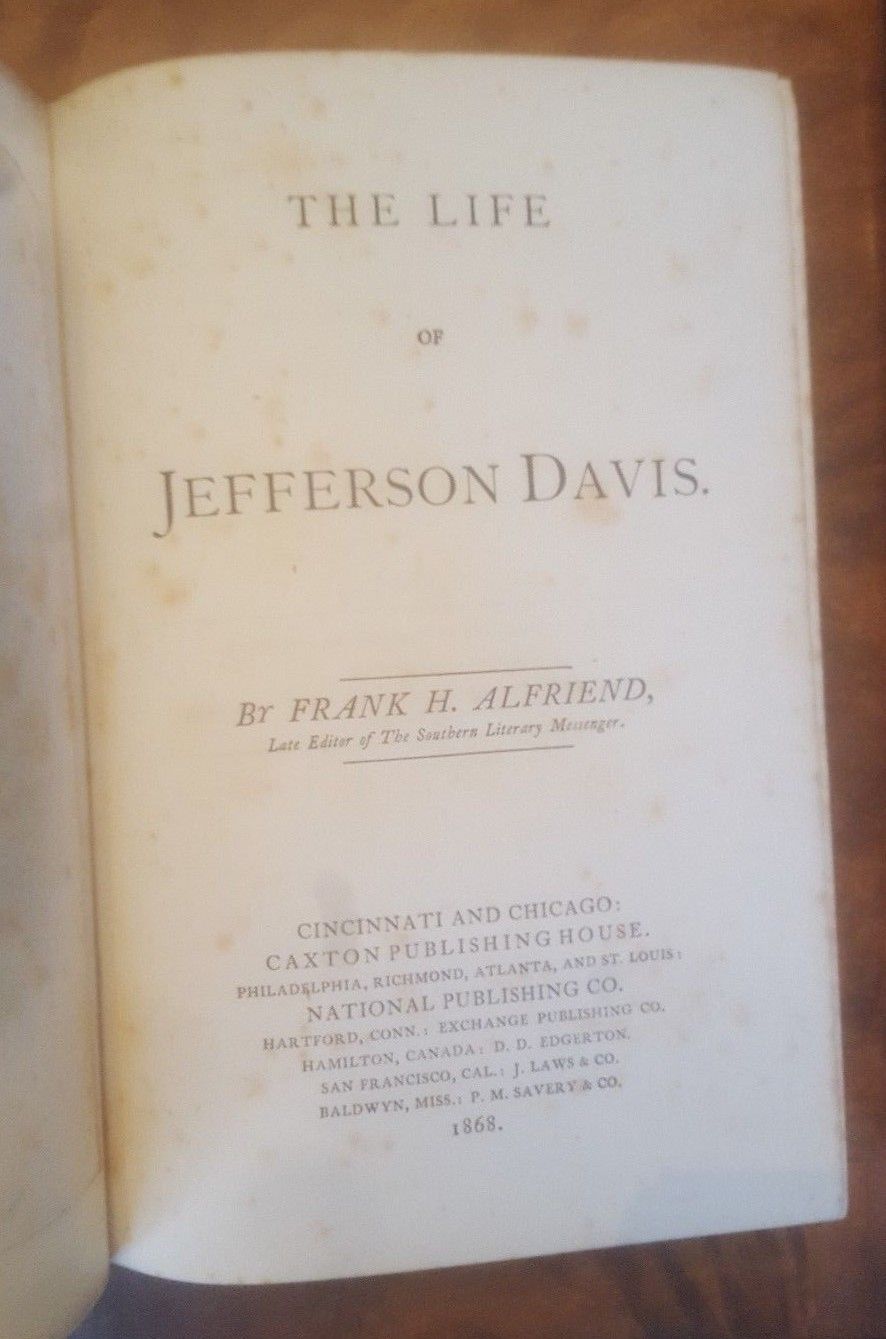 THE LIFE
OF
JEFFERSON DAVIS.
BY FRANK H. ALFRIEND,
Late Editor of The Southern Literary Messenger.
CINCINNATI AND CHICAGO:
CAXTON PUBLISHING HOUSE.
PHILADELPHIA, RICHMOND, ATLANTA, AND ST. LOUIS:
NATIONAL PUBLISHING CO.
HARTFORD, CONN.: EXCHANGE PUBLISHING CO.
HAMILTON, CANADA: D. D. EDGERTON.
SAN FRANCISCO, CAL.: J. LAWS & CO.
BALDWYN, MISS.: P. M. SAVERY & CO.
1868.